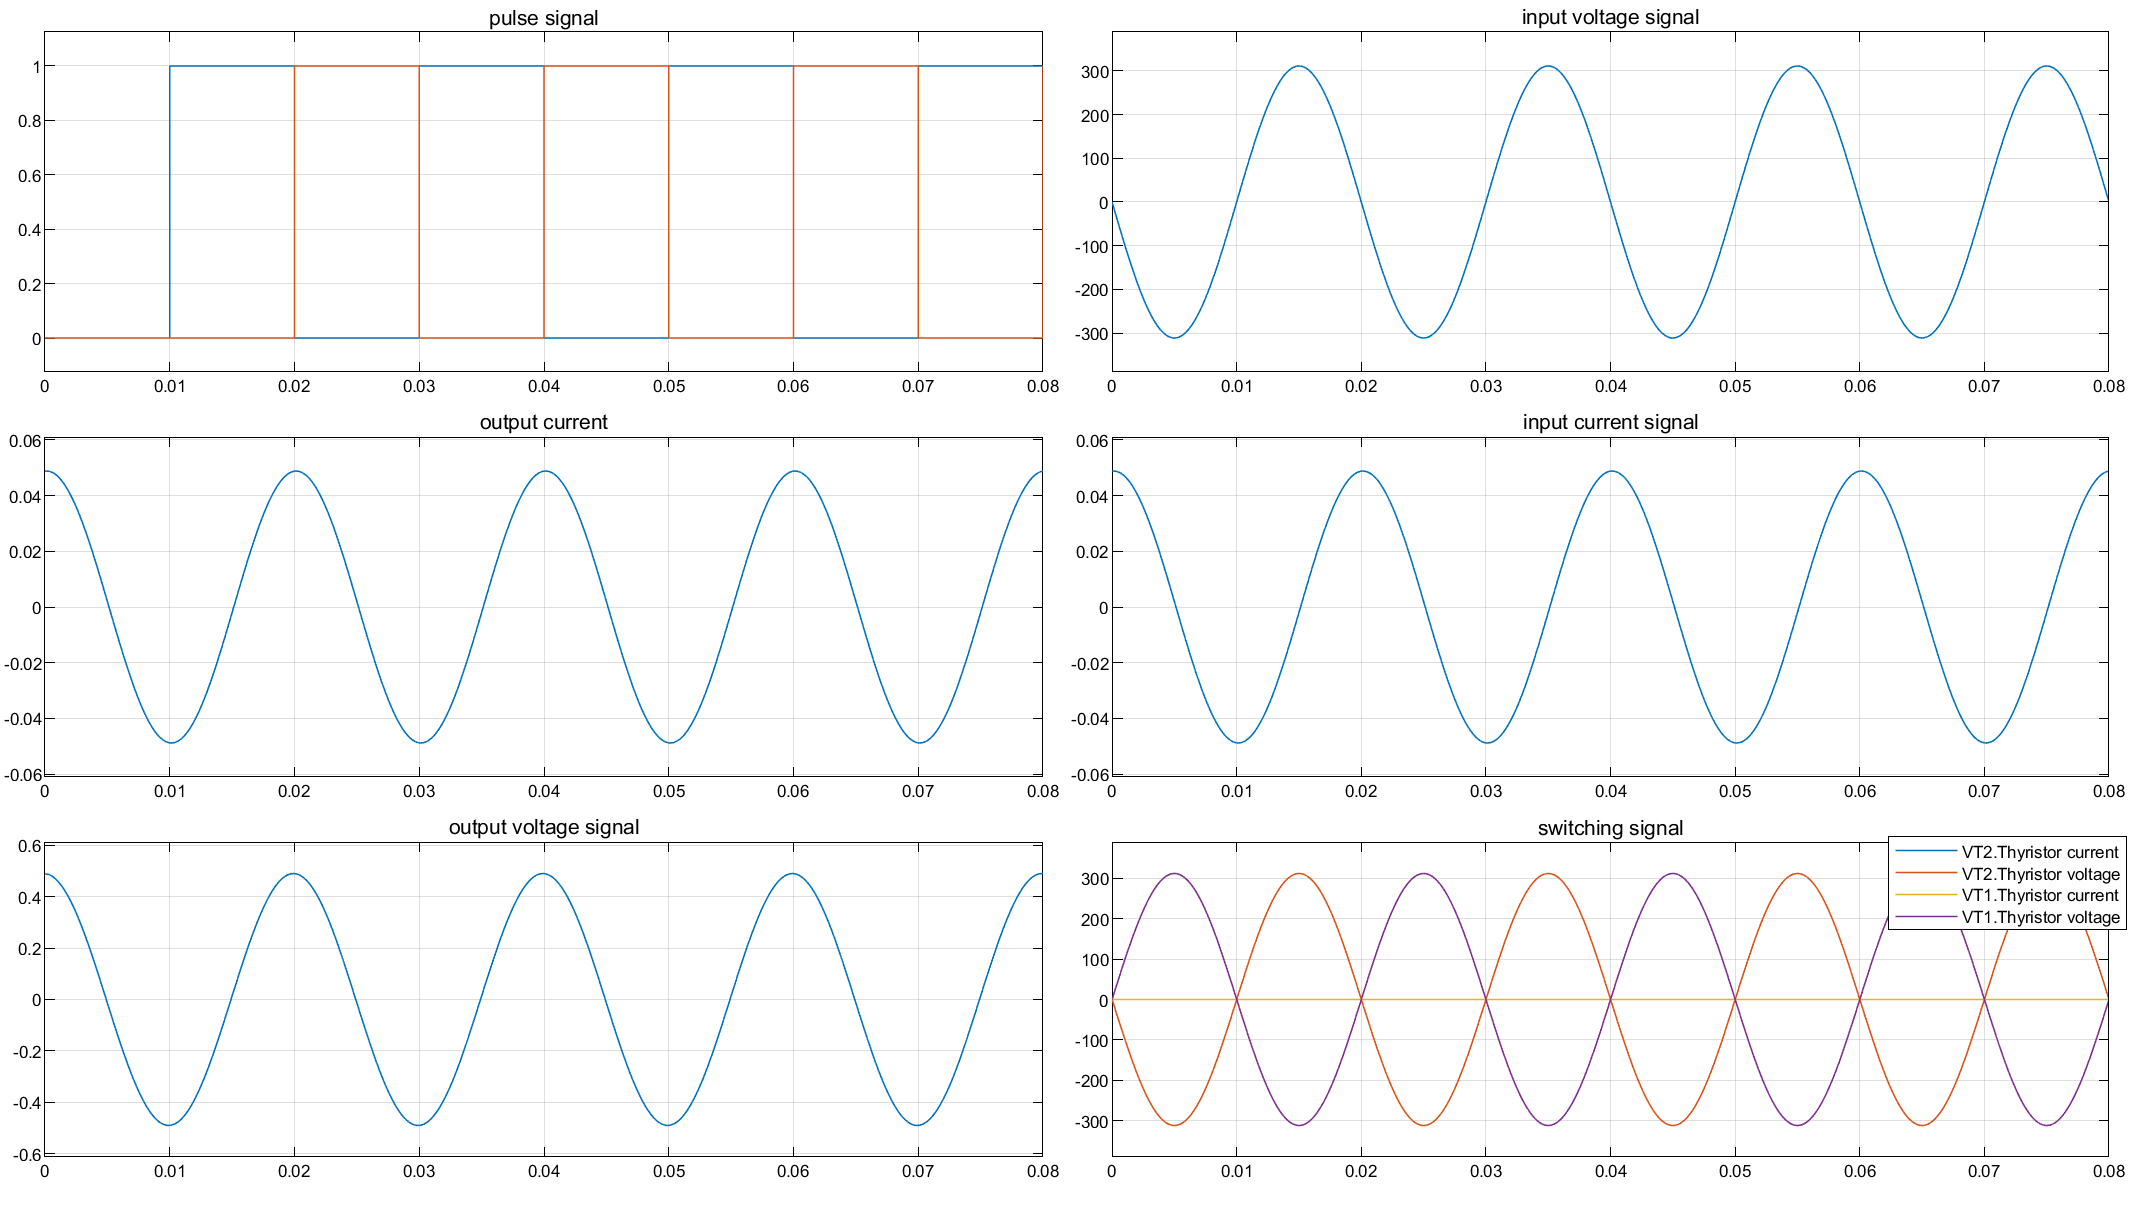 pulse signal
1
0.8
0.6
0.4
0.2
0
0 0.01 0.02 0.03 0.04 0.05 0.06 0.07 0.08
input voltage signal
300
200
100
0
-100
-200
-300
0 0.01 0.02 0.03 0.04 0.05 0.06 0.07 0.08
output current
0.06
0.04
0.02
0
-0.02
-0.04
-0.06
0 0.01 0.02 0.03 0.04 0.05 0.06 0.07 0.08
input current signal
0.06
0.04
0.02
0
-0.02
-0.04
-0.06
0 0.01 0.02 0.03 0.04 0.05 0.06 0.07 0.08
output voltage signal
0.6
0.4
0.2
0
-0.2
-0.4
-0.6
0 0.01 0.02 0.03 0.04 0.05 0.06 0.07 0.08
switching signal
VT2.Thyristor current
VT2.Thyristor voltage
VT1.Thyristor current
VT1.Thyristor voltage
300
200
100
0
-100
-200
-300
0 0.01 0.02 0.03 0.04 0.05 0.06 0.07 0.08